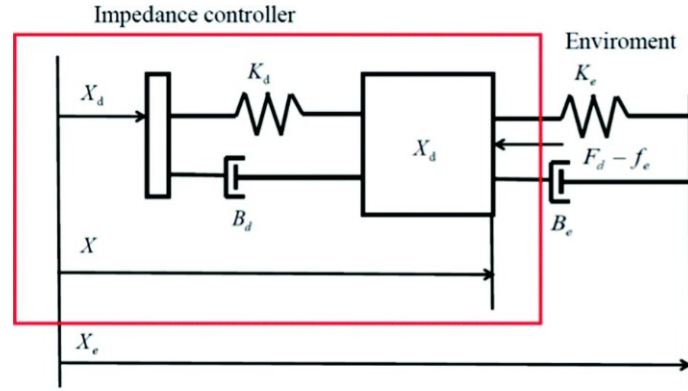 Impedance controller
Enviroment
X_d
K_d
K_e
X_d
F_d - f_e
B_d
B_e
X
X_e